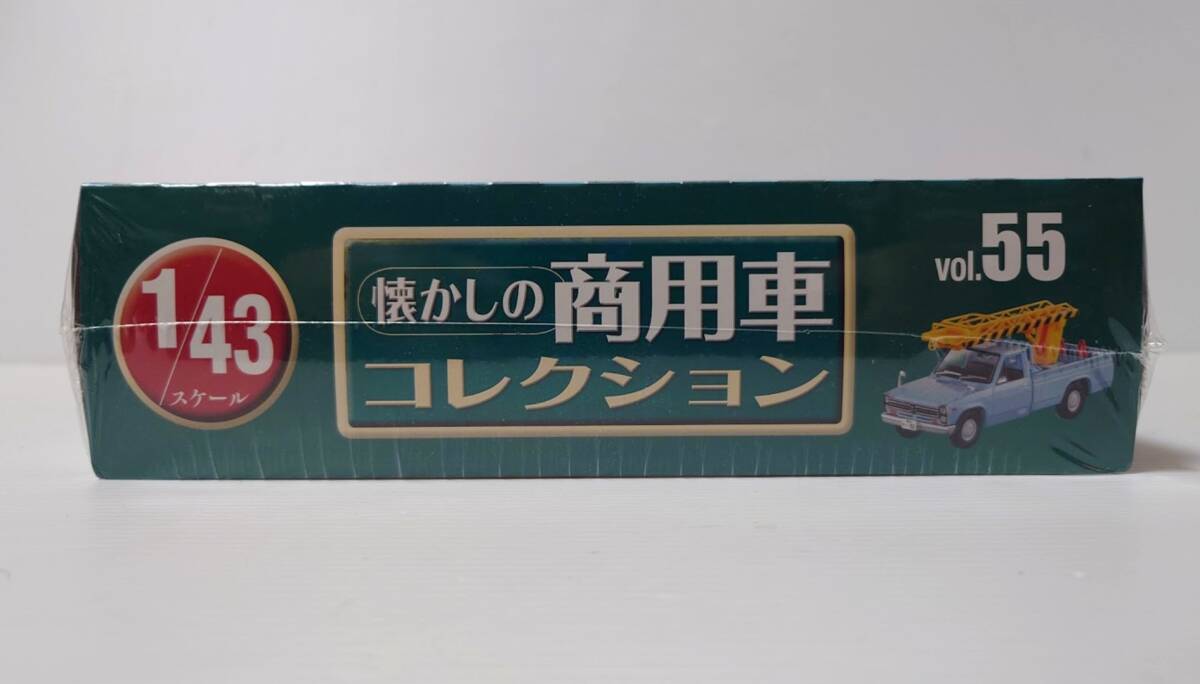 1/43
スケール
懐かしの商用車
コレクション
vol.55